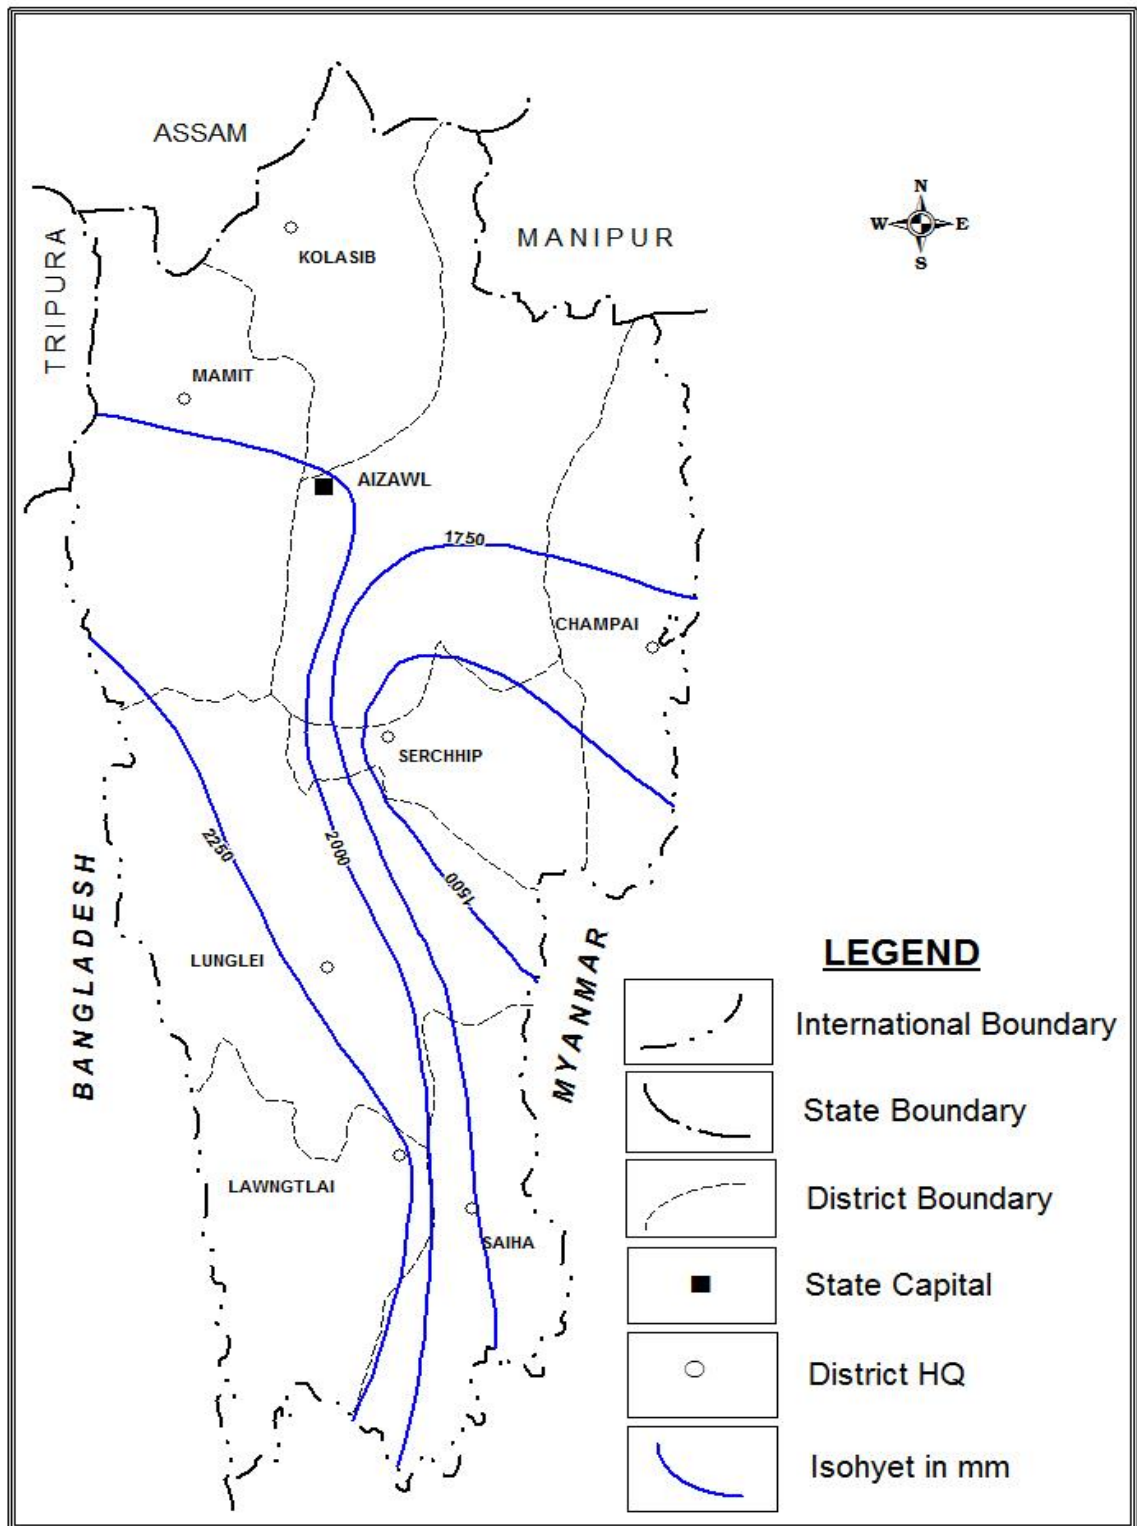 ASSAM
N
W E
S
MANIPUR
TRIPURA
KOLASIB
MAMIT
AIZAWL
1750
CHAMPAI
SERCHHIP
2250
2000
1500
BANGLADESH
LUNGLEI
MYANMAR
LAWNGTLAI
SAIHA
LEGEND
International Boundary
State Boundary
District Boundary
State Capital
District HQ
Isohyet in mm